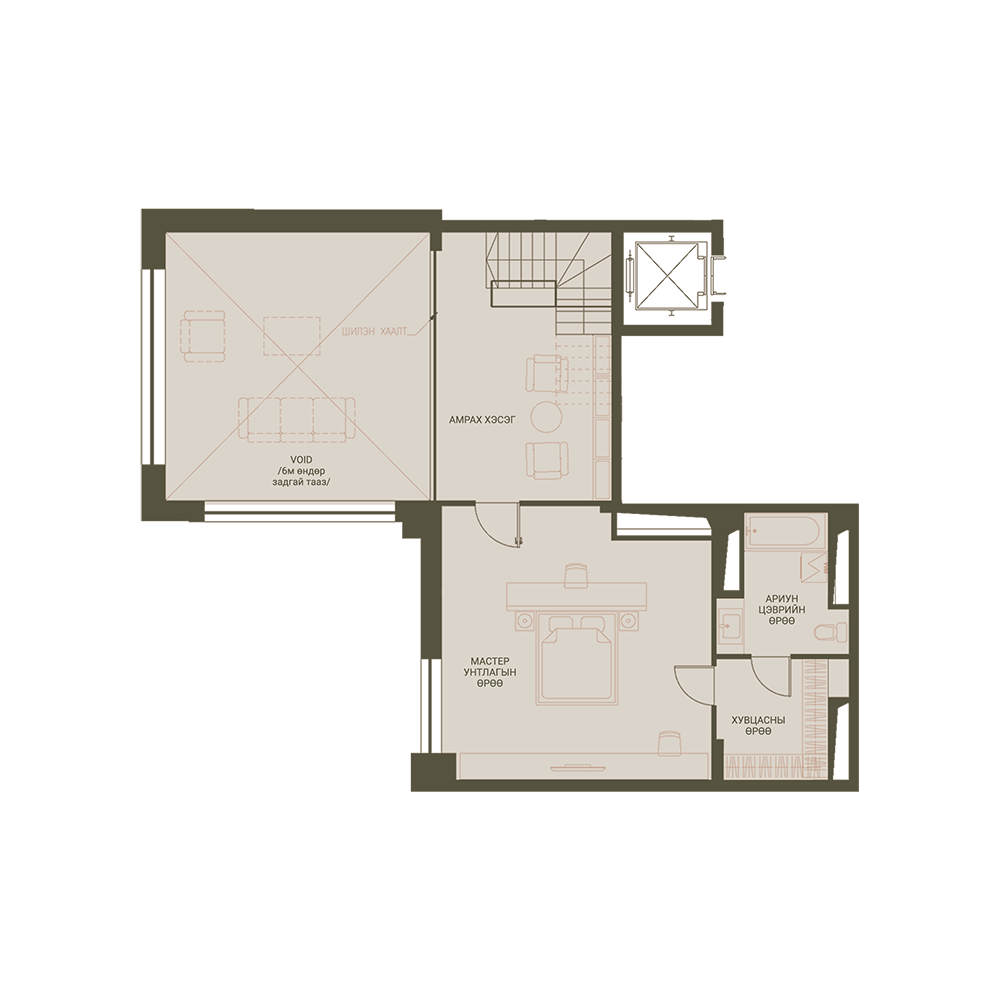 ШИЛЭН ХААЛТ
АМРАХ ХЭСЭГ
VOID
/6м өндөр
задгай тааз/
АРИУН
ЦЭВРИЙН
ӨРӨӨ
МАСТЕР
УНТЛАГЫН
ӨРӨӨ
ХУВЦАСНЫ
ӨРӨӨ